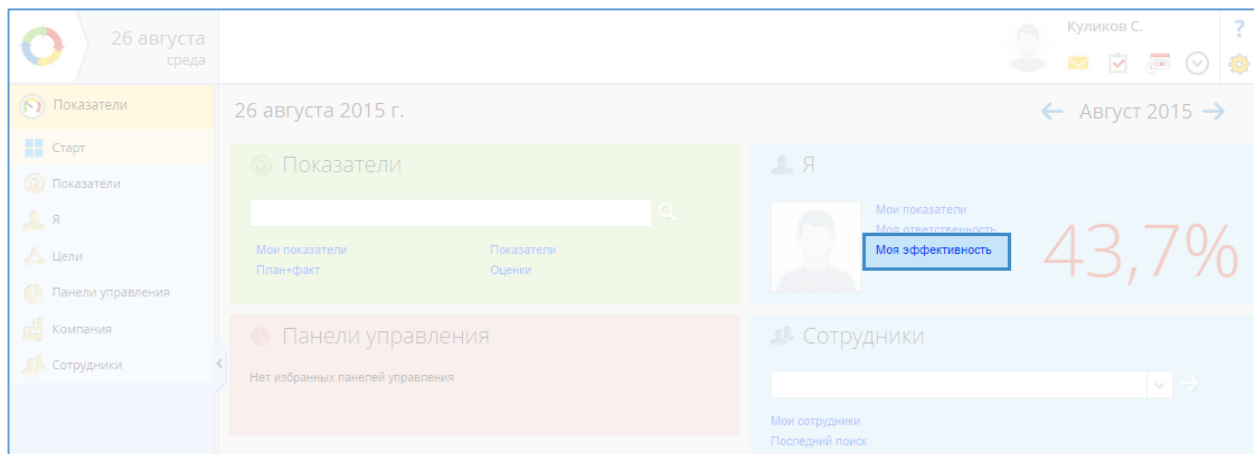 26 августа
среда
Куликов С.
?
Показатели
Старт
Показатели
Я
Цели
Панели управления
Компания
Сотрудники
26 августа 2015 г.
Август 2015
Показатели
Мои показатели
Показатели
План+факт
Оценки
Я
Мои показатели
Моя ответственность
Моя эффективность
43,7%
Панели управления
Нет избранных панелей управления
Сотрудники
Мои сотрудники
Последний поиск